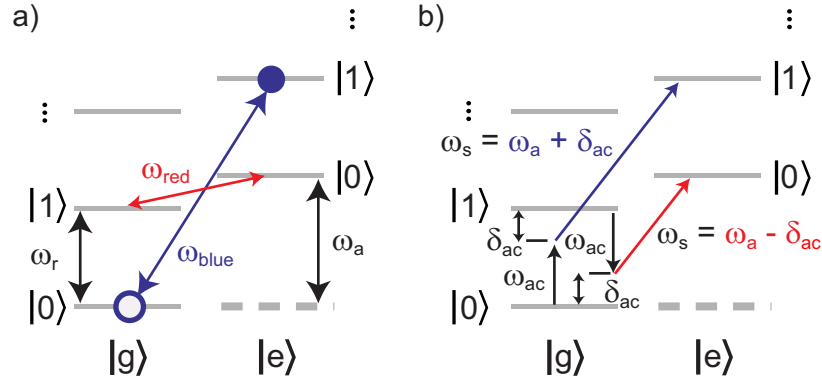 a)
⋮
|1⟩
⋮
ω_red
|0⟩
|1⟩
ω_r
ω_blue
ω_a
|0⟩
|g⟩
|e⟩
b)
⋮
|1⟩
⋮
ω_s = ω_a + δ_ac
|0⟩
|1⟩
δ_ac
ω_ac
ω_s = ω_a - δ_ac
ω_ac
δ_ac
|0⟩
|g⟩
|e⟩